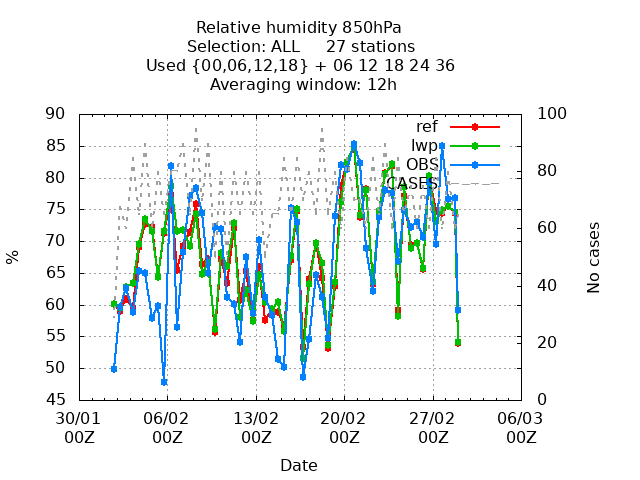 Relative humidity 850hPa
Selection: ALL 27 stations
Used {00,06,12,18} + 06 12 18 24 36
Averaging window: 12h
90 100
ref
85
lwp
OBS
80 80
CASES
75
70 60
%
No cases
65
40
60
55
20
50
45 0
30/01 06/02 13/02 20/02 27/02 06/03
00Z 00Z 00Z 00Z 00Z 00Z
Date